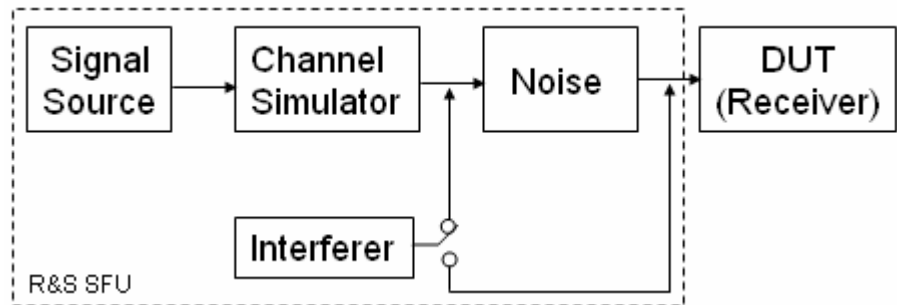 Signal
Source
Channel
Simulator
Noise
DUT
(Receiver)
Interferer
R&S SFU